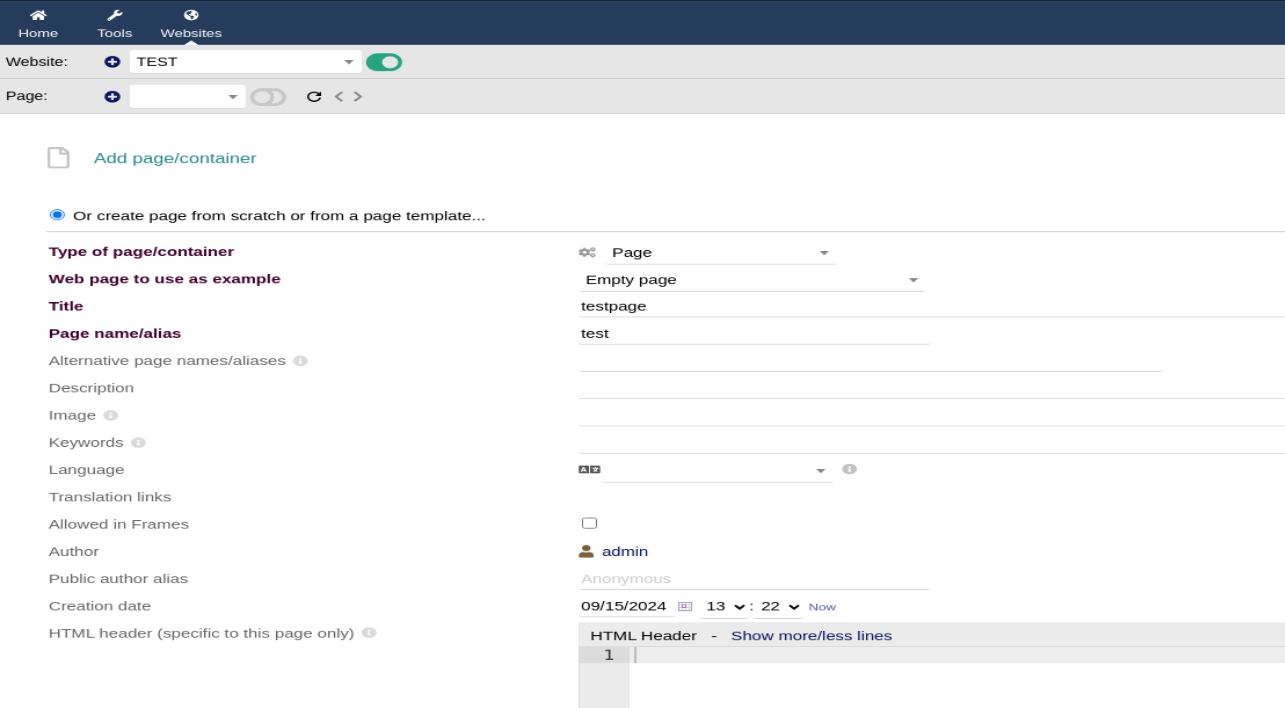 Home Tools Websites
Website: TEST
Page:
Add page/container
Or create page from scratch or from a page template...
Type of page/container Page
Web page to use as example Empty page
Title testpage
Page name/alias test
Alternative page names/aliases
Description
Image
Keywords
Language
Translation links
Allowed in Frames
Author admin
Public author alias Anonymous
Creation date 09/15/2024 13 : 22 Now
HTML header (specific to this page only)
HTML Header - Show more/less lines
1